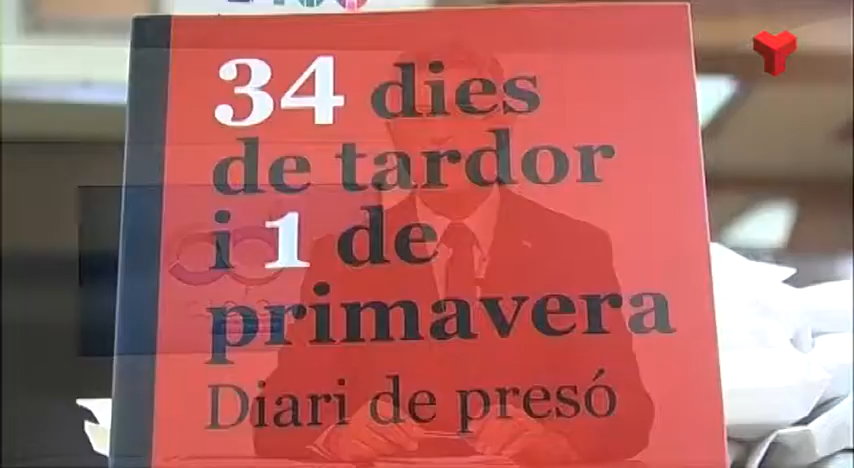 34 dies
de tardor
i 1 de
primavera
Diari de presó